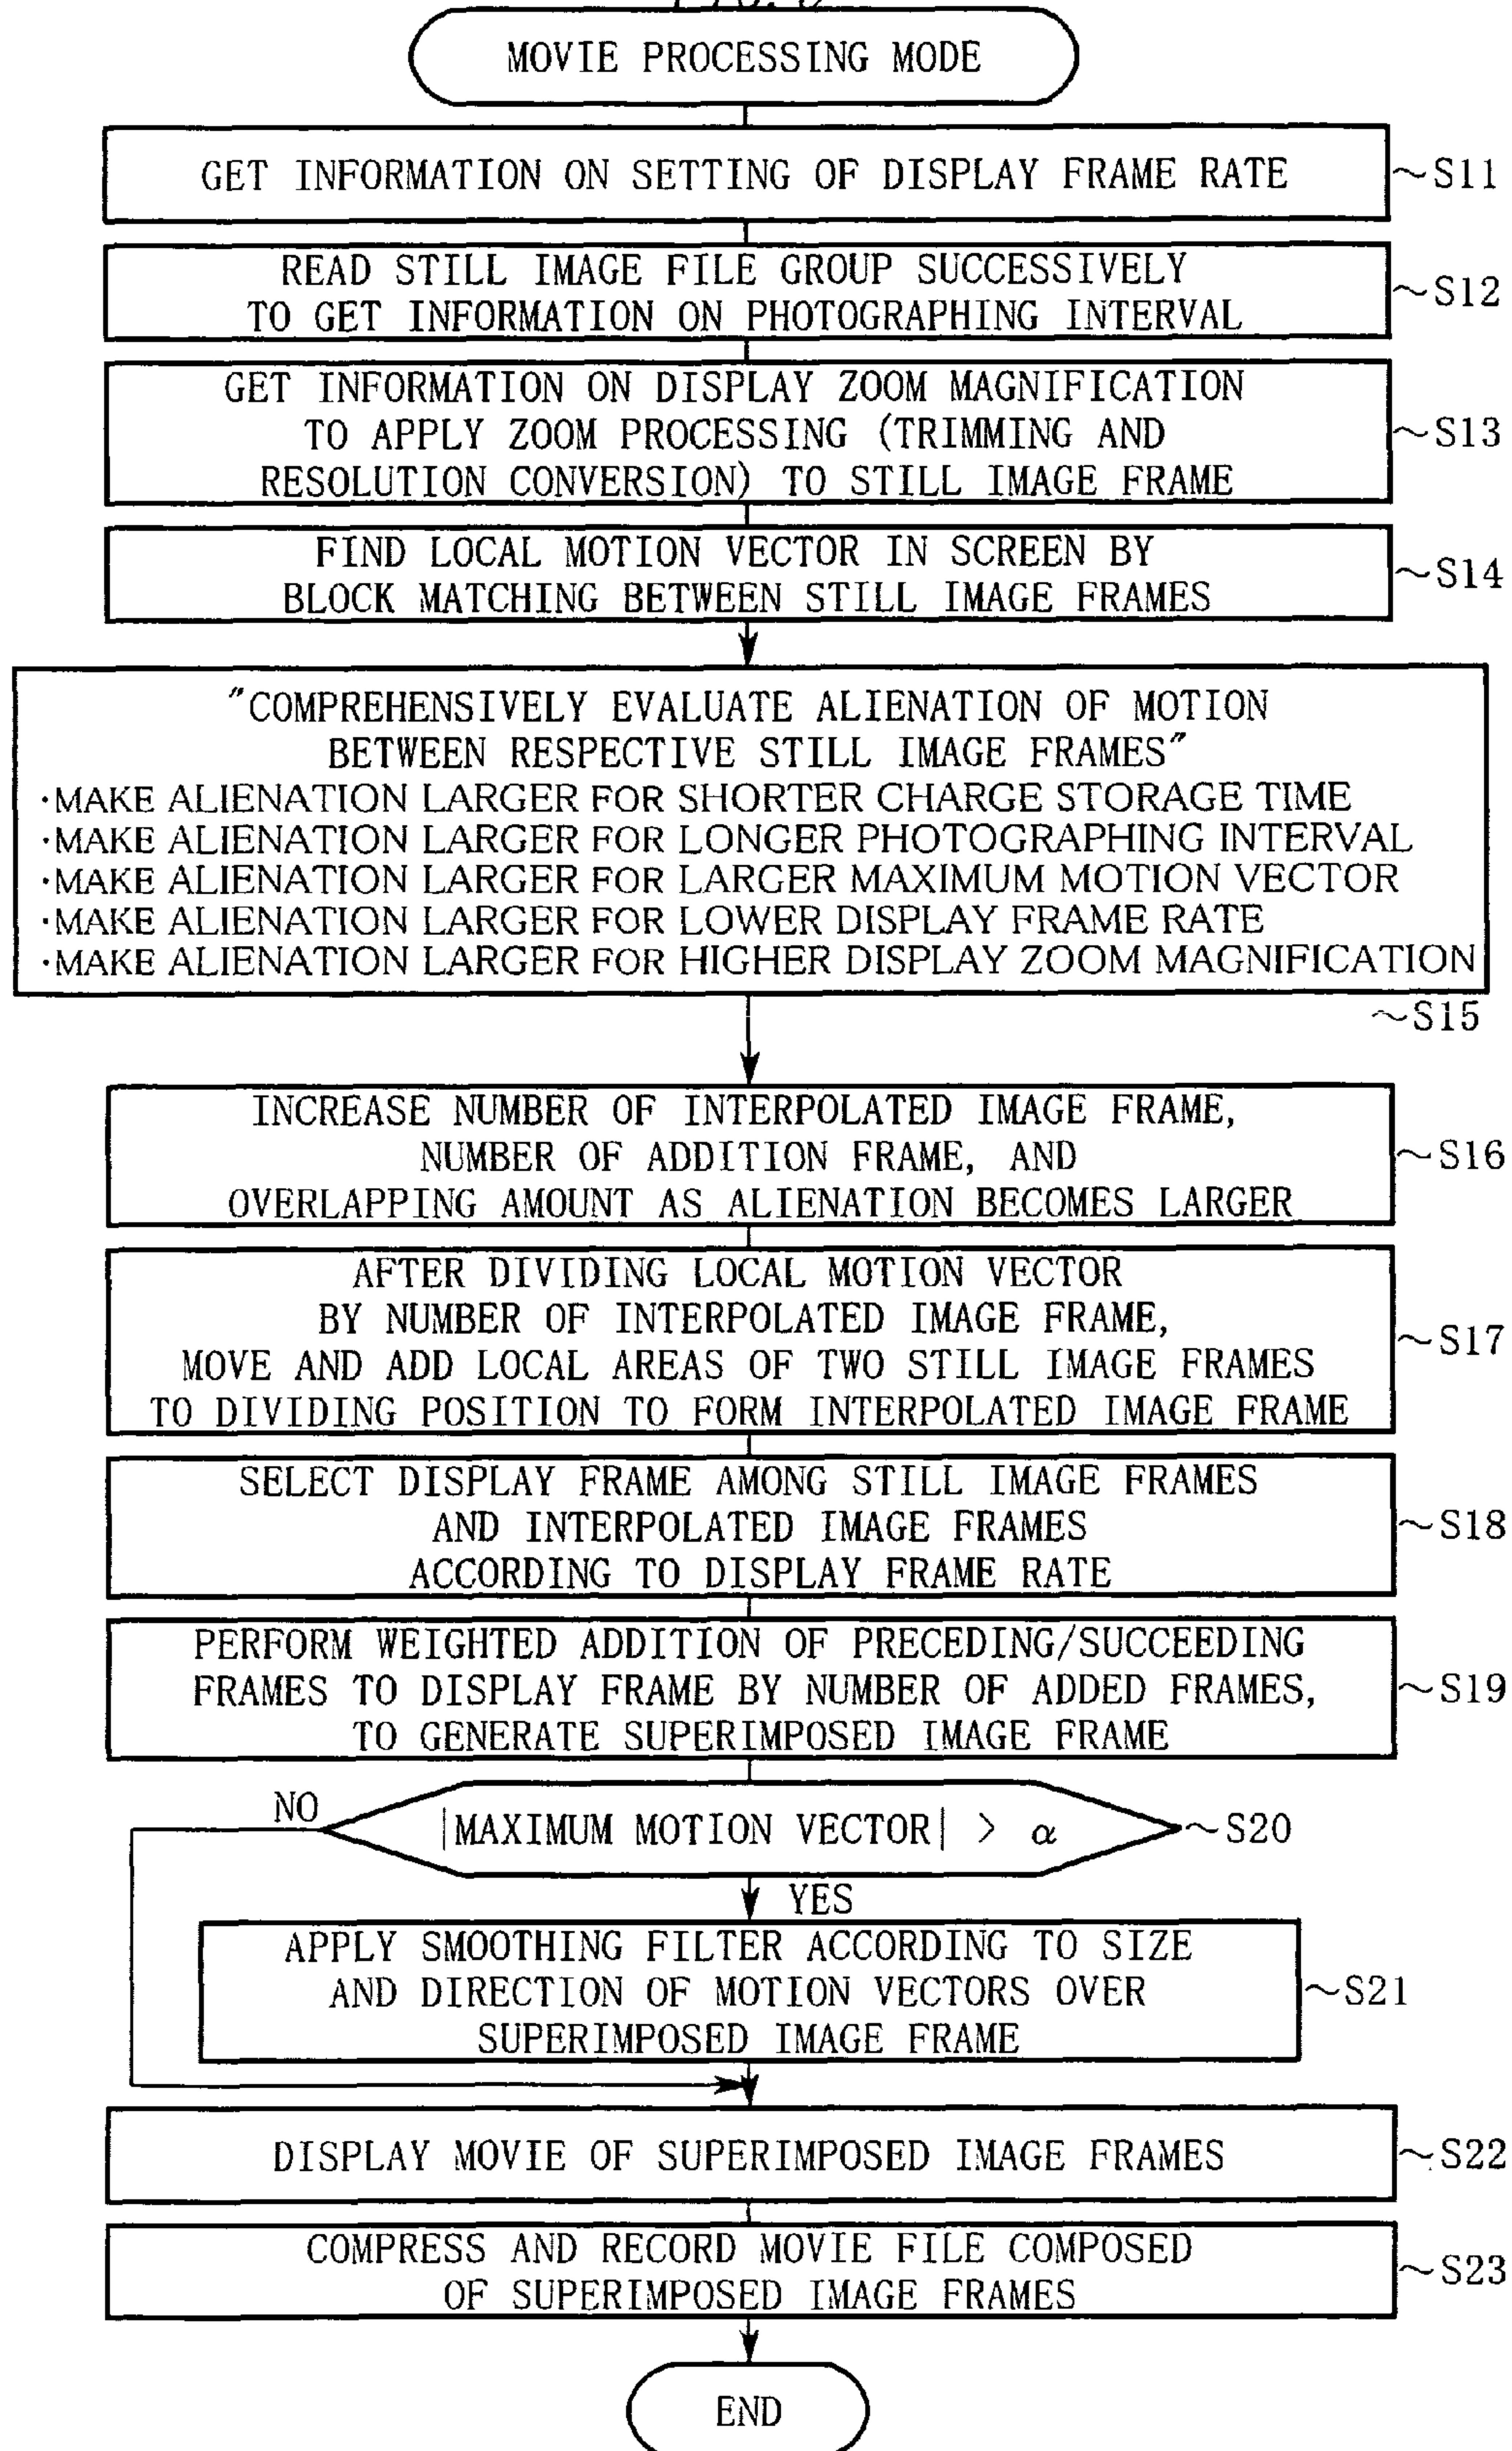 MOVIE PROCESSING MODE
GET INFORMATION ON SETTING OF DISPLAY FRAME RATE
~S11
READ STILL IMAGE FILE GROUP SUCCESSIVELY
TO GET INFORMATION ON PHOTOGRAPHING INTERVAL
~S12
GET INFORMATION ON DISPLAY ZOOM MAGNIFICATION
TO APPLY ZOOM PROCESSING (TRIMMING AND
RESOLUTION CONVERSION) TO STILL IMAGE FRAME
~S13
FIND LOCAL MOTION VECTOR IN SCREEN BY
BLOCK MATCHING BETWEEN STILL IMAGE FRAMES
~S14
"COMPREHENSIVELY EVALUATE ALIENATION OF MOTION
BETWEEN RESPECTIVE STILL IMAGE FRAMES"
·MAKE ALIENATION LARGER FOR SHORTER CHARGE STORAGE TIME
·MAKE ALIENATION LARGER FOR LONGER PHOTOGRAPHING INTERVAL
·MAKE ALIENATION LARGER FOR LARGER MAXIMUM MOTION VECTOR
·MAKE ALIENATION LARGER FOR LOWER DISPLAY FRAME RATE
·MAKE ALIENATION LARGER FOR HIGHER DISPLAY ZOOM MAGNIFICATION
~S15
INCREASE NUMBER OF INTERPOLATED IMAGE FRAME,
NUMBER OF ADDITION FRAME, AND
OVERLAPPING AMOUNT AS ALIENATION BECOMES LARGER
~S16
AFTER DIVIDING LOCAL MOTION VECTOR
BY NUMBER OF INTERPOLATED IMAGE FRAME,
MOVE AND ADD LOCAL AREAS OF TWO STILL IMAGE FRAMES
TO DIVIDING POSITION TO FORM INTERPOLATED IMAGE FRAME
~S17
SELECT DISPLAY FRAME AMONG STILL IMAGE FRAMES
AND INTERPOLATED IMAGE FRAMES
ACCORDING TO DISPLAY FRAME RATE
~S18
PERFORM WEIGHTED ADDITION OF PRECEDING/SUCCEEDING
FRAMES TO DISPLAY FRAME BY NUMBER OF ADDED FRAMES,
TO GENERATE SUPERIMPOSED IMAGE FRAME
~S19
NO
|MAXIMUM MOTION VECTOR| > α
~S20
YES
APPLY SMOOTHING FILTER ACCORDING TO SIZE
AND DIRECTION OF MOTION VECTORS OVER
SUPERIMPOSED IMAGE FRAME
~S21
DISPLAY MOVIE OF SUPERIMPOSED IMAGE FRAMES
~S22
COMPRESS AND RECORD MOVIE FILE COMPOSED
OF SUPERIMPOSED IMAGE FRAMES
~S23
END